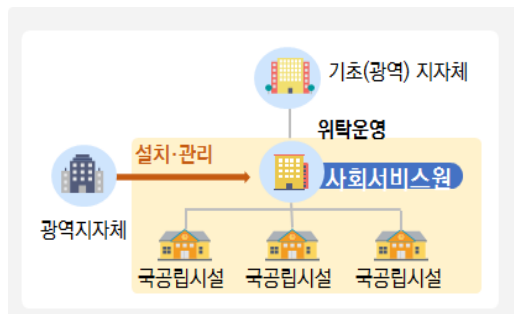 기초(광역) 지자체
위탁운영
설치·관리
사회서비스원
광역지자체
국공립시설 국공립시설 국공립시설